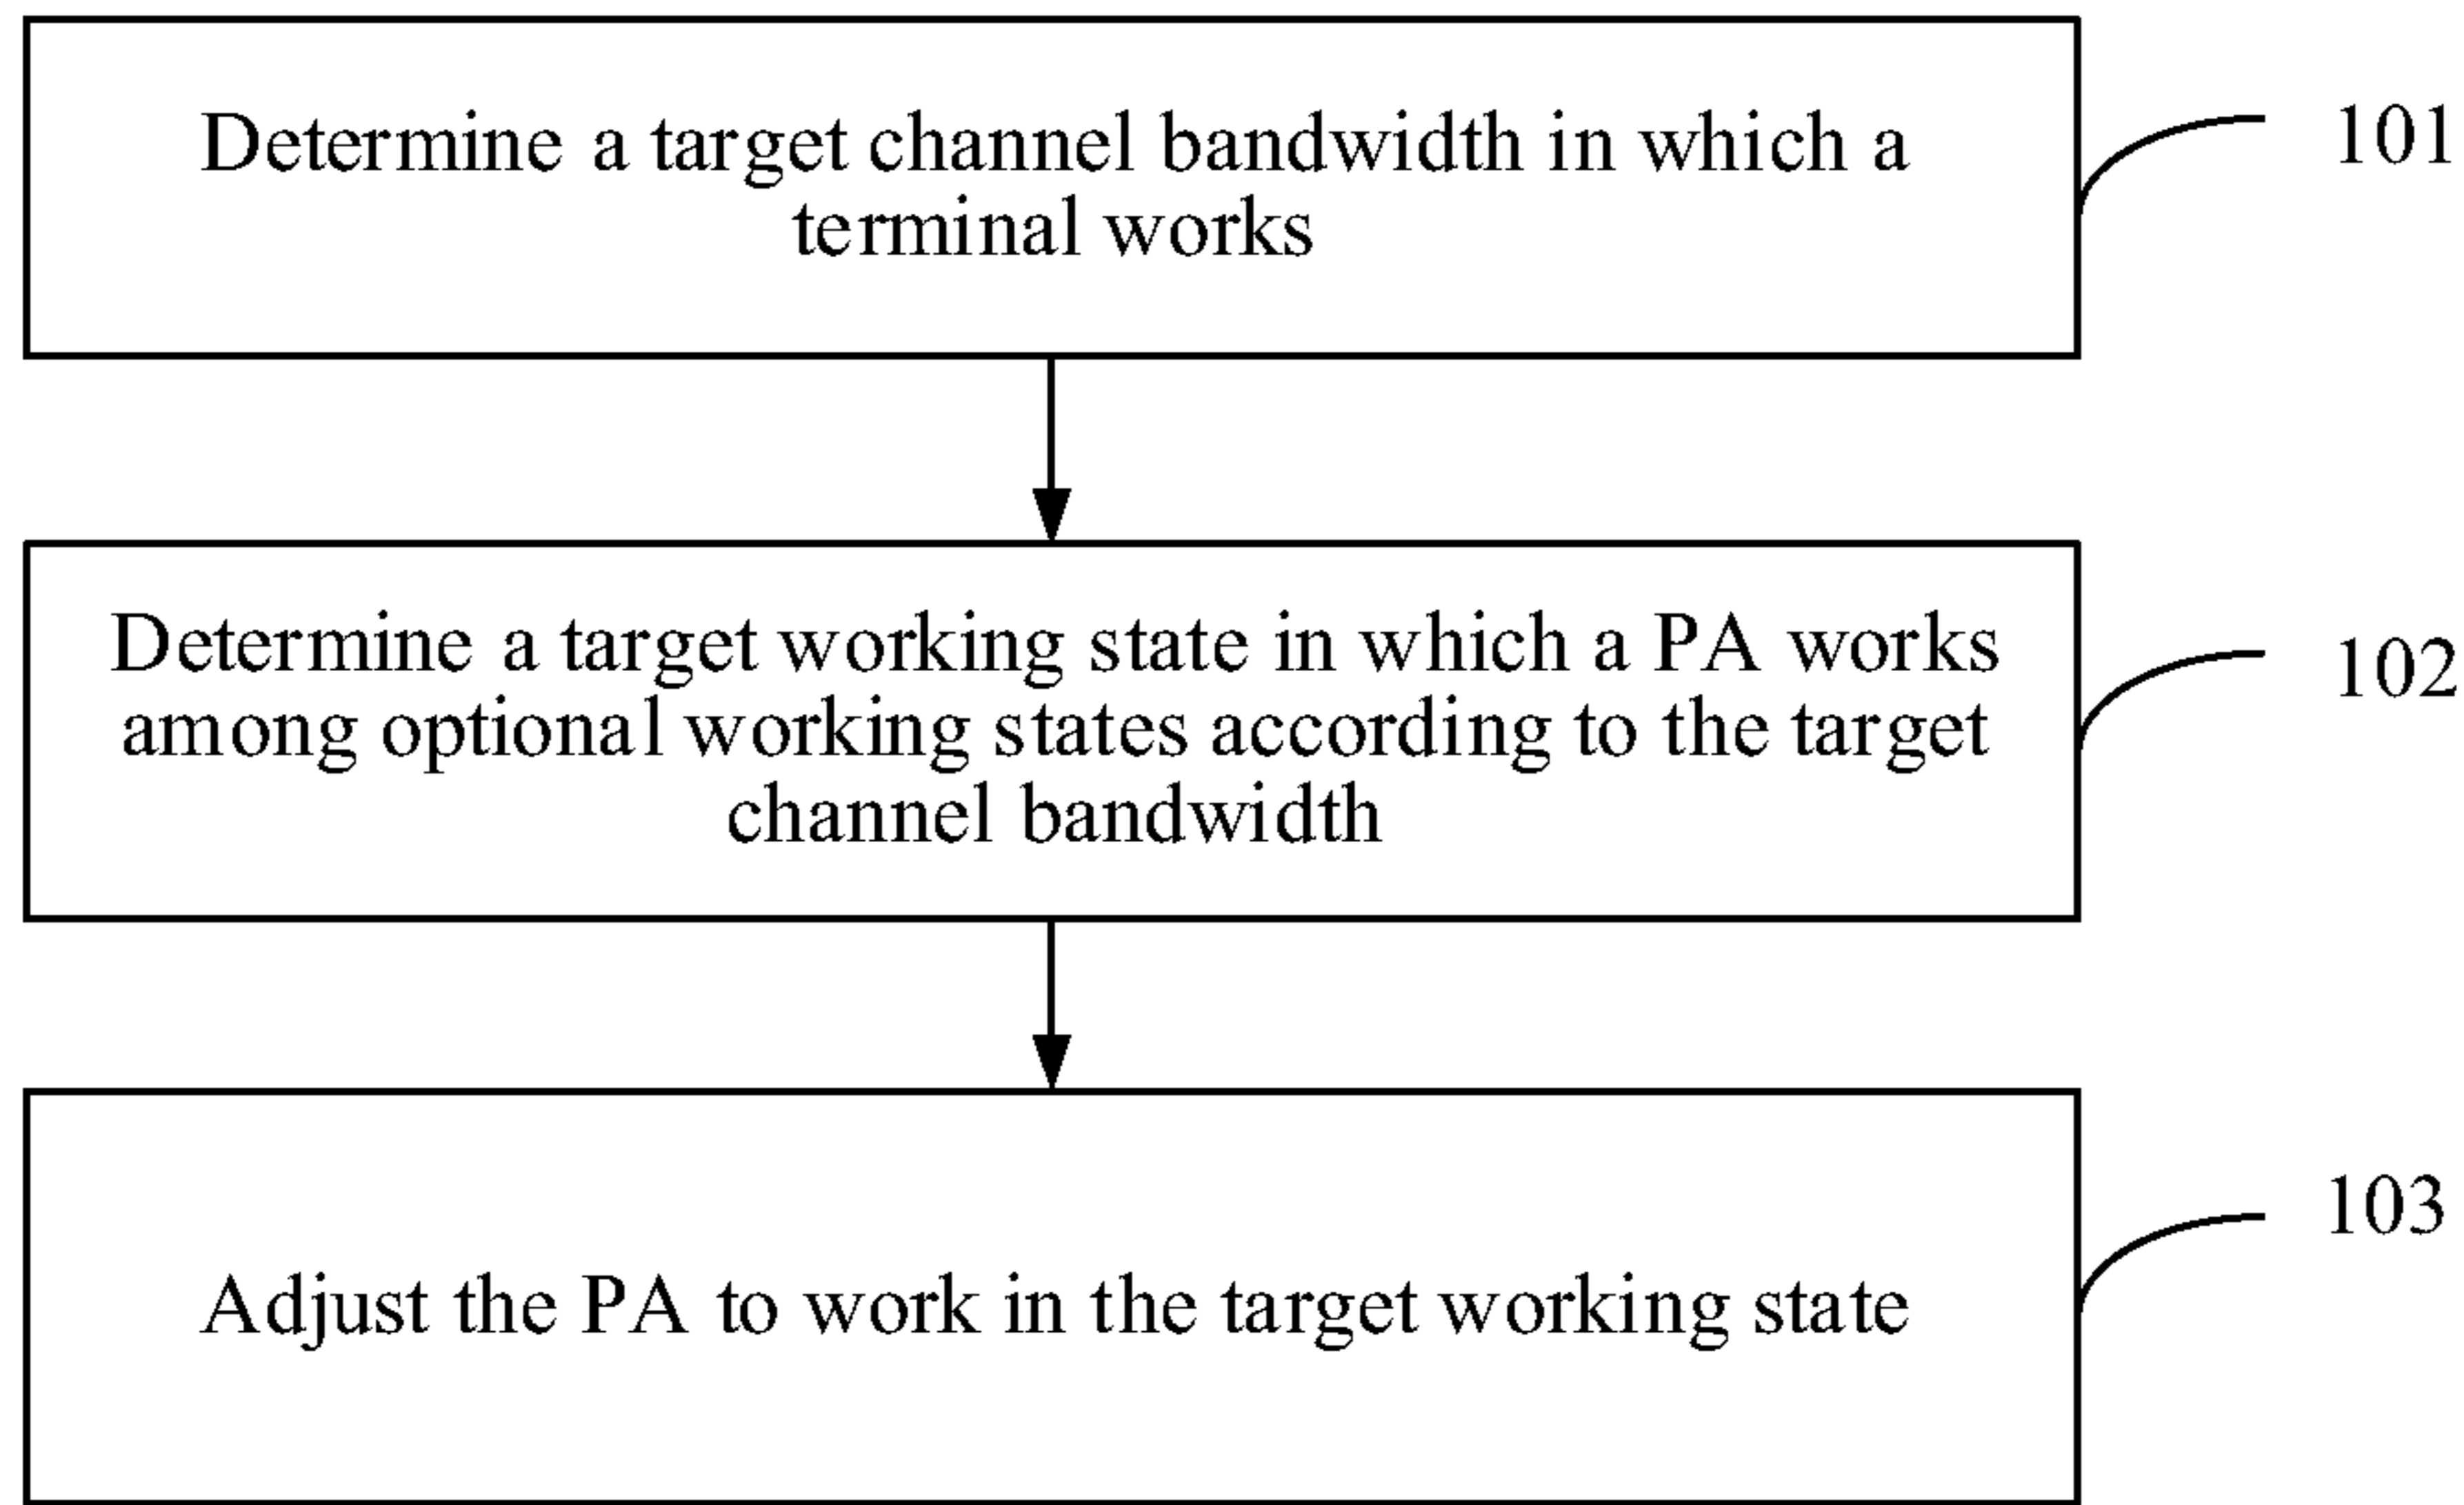 Determine a target channel bandwidth in which a
terminal works
101
Determine a target working state in which a PA works
among optional working states according to the target
channel bandwidth
102
Adjust the PA to work in the target working state
103